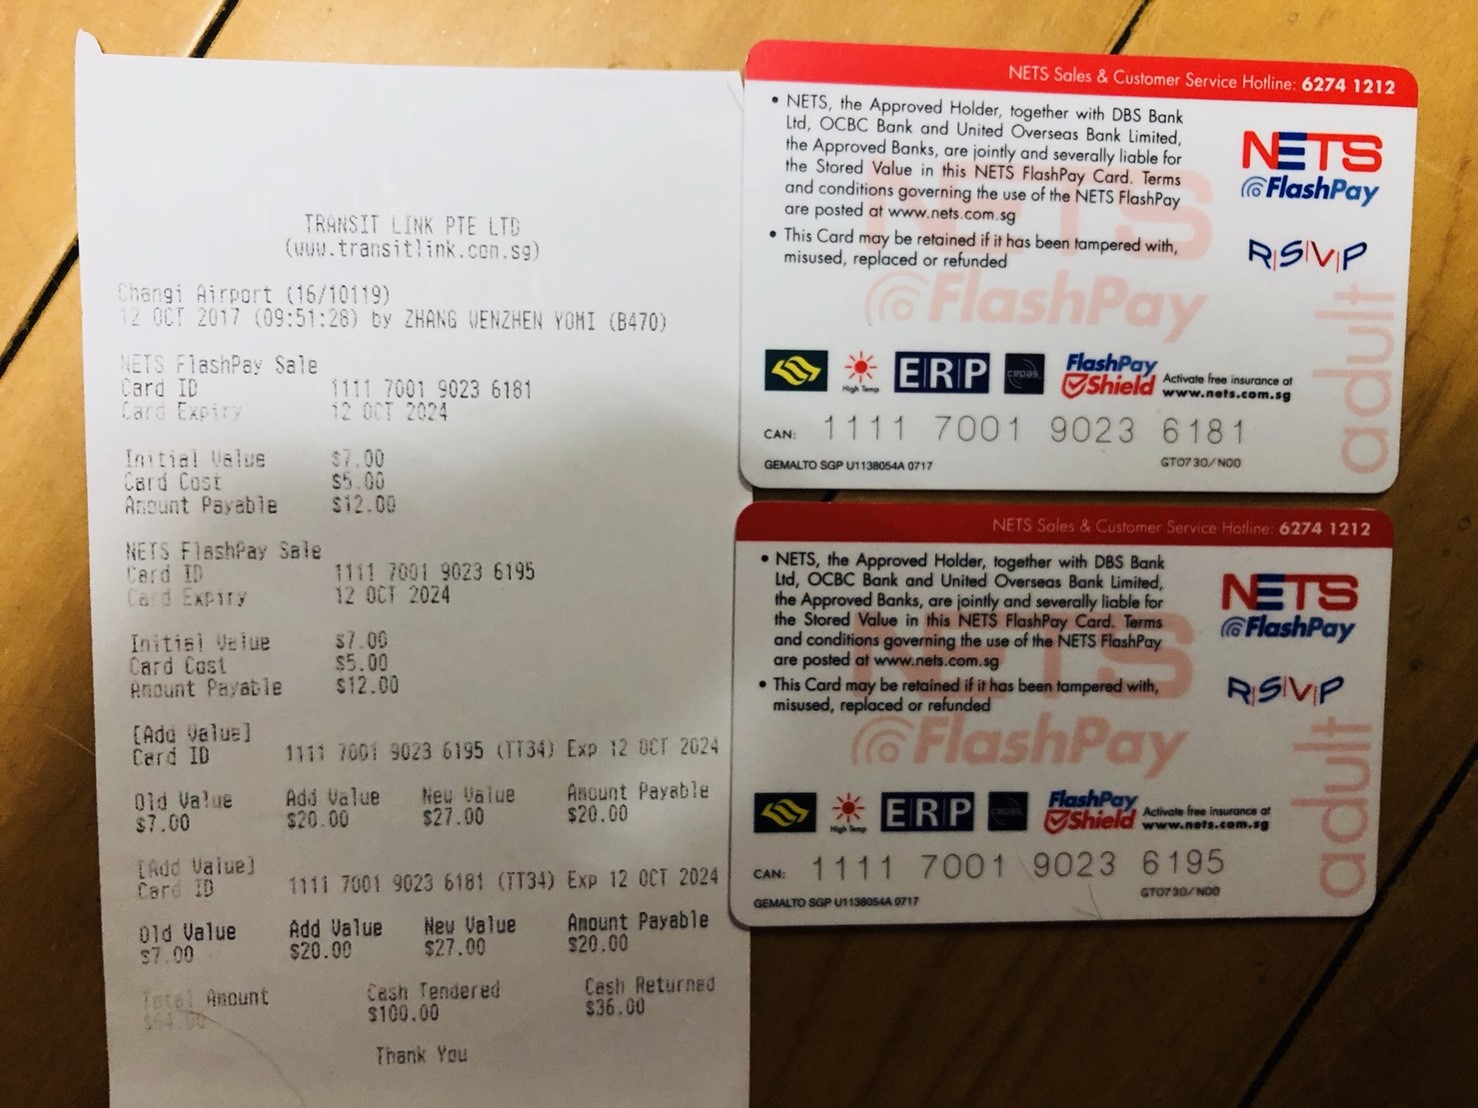 TRANSIT LINK PTE LTD
(www.transitlink.com.sg)
Changi Airport (16/10119)
12 OCT 2017 (09:51:28) by ZHANG WENZHEN YOMI (B470)
NETS FlashPay Sale
Card ID 1111 7001 9023 6181
Card Expiry 12 OCT 2024
Initial Value $7.00
Card Cost $5.00
Amount Payable $12.00
NETS FlashPay Sale
Card ID 1111 7001 9023 6195
Card Expiry 12 OCT 2024
Initial Value $7.00
Card Cost $5.00
Amount Payable $12.00
[Add Value]
Card ID 1111 7001 9023 6195 (TT34) Exp 12 OCT 2024
Old Value Add Value New Value Amount Payable
$7.00 $20.00 $27.00 $20.00
[Add Value]
Card ID 1111 7001 9023 6181 (TT34) Exp 12 OCT 2024
Old Value Add Value New Value Amount Payable
$7.00 $20.00 $27.00 $20.00
Total Amount Cash Tendered Cash Returned
$64.00 $100.00 $36.00
Thank You
NETS Sales & Customer Service Hotline: 6274 1212
• NETS, the Approved Holder, together with DBS Bank
Ltd, OCBC Bank and United Overseas Bank Limited,
the Approved Banks, are jointly and severally liable for
the Stored Value in this NETS FlashPay Card. Terms
and conditions governing the use of the NETS FlashPay
are posted at www.nets.com.sg
• This Card may be retained if it has been tampered with,
misused, replaced or refunded
NETS
FlashPay
RSVP
NETS
FlashPay
adult
High Temp
ERP
cepas
FlashPay
Shield
Activate free insurance at
www.nets.com.sg
CAN: 1111 7001 9023 6181
GEMALTO SGP U1138054A 0717
GTO730/N00
NETS Sales & Customer Service Hotline: 6274 1212
• NETS, the Approved Holder, together with DBS Bank
Ltd, OCBC Bank and United Overseas Bank Limited,
the Approved Banks, are jointly and severally liable for
the Stored Value in this NETS FlashPay Card. Terms
and conditions governing the use of the NETS FlashPay
are posted at www.nets.com.sg
• This Card may be retained if it has been tampered with,
misused, replaced or refunded
NETS
FlashPay
RSVP
NETS
FlashPay
adult
High Temp
ERP
cepas
FlashPay
Shield
Activate free insurance at
www.nets.com.sg
CAN: 1111 7001 9023 6195
GEMALTO SGP U1138054A 0717
GTO730/N00